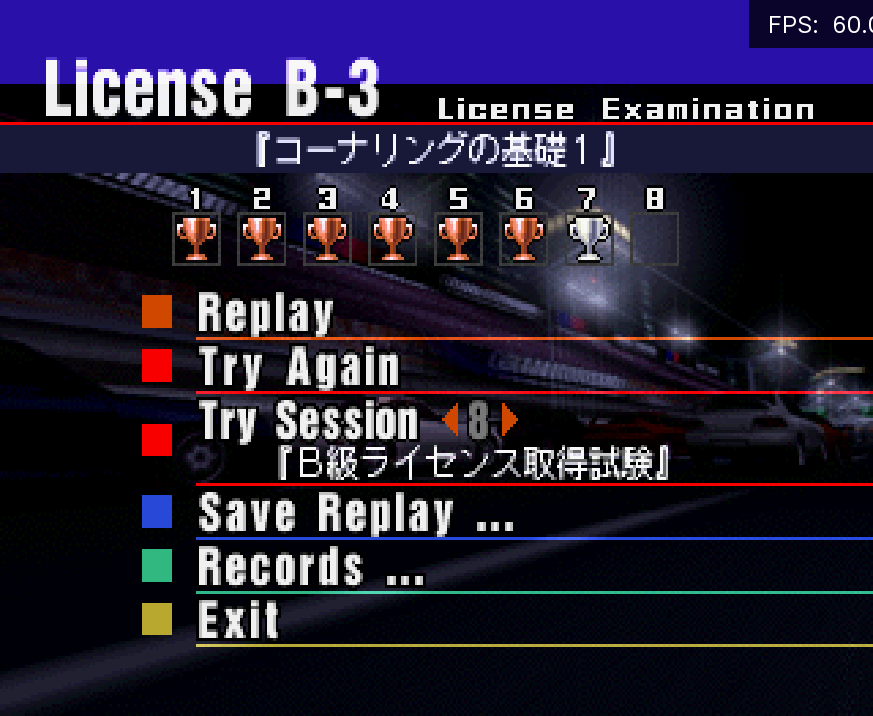 FPS: 60.0
License B-3
License Examination
『コーナリングの基礎1』
1 2 3 4 5 6 7 8
Replay
Try Again
Try Session 8
『B級ライセンス取得試験』
Save Replay ...
Records ...
Exit